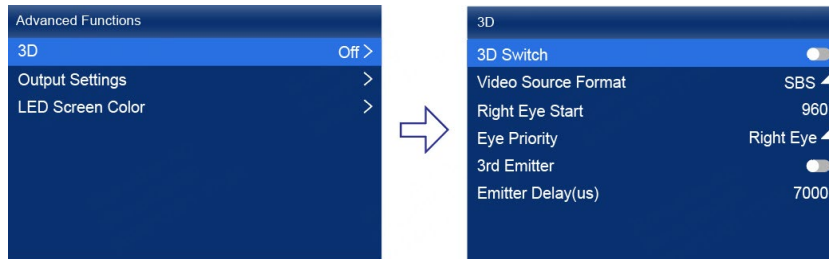 Advanced Functions
3D Off >
Output Settings >
LED Screen Color >
3D
3D Switch
Video Source Format SBS
Right Eye Start 960
Eye Priority Right Eye
3rd Emitter
Emitter Delay(us) 7000